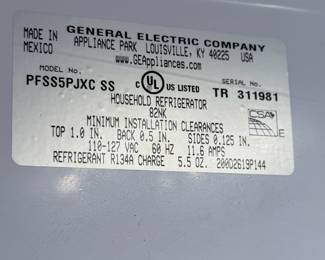 MADE IN
MEXICO
GENERAL ELECTRIC COMPANY
APPLIANCE PARK LOUISVILLE, KY 40225 USA
www.GEAppliances.com
MODEL NO.
PFSS5PJXC SS
C UL US LISTED
SERIAL NO.
TR 311981
HOUSEHOLD REFRIGERATOR
82NK
MINIMUM INSTALLATION CLEARANCES
TOP 1.0 IN. BACK 0.5 IN. SIDES 0.125 IN.
110-127 VAC 60 HZ 11.6 AMPS
REFRIGERANT R134A CHARGE 5.5 OZ. 200D2619P144
CSA
E